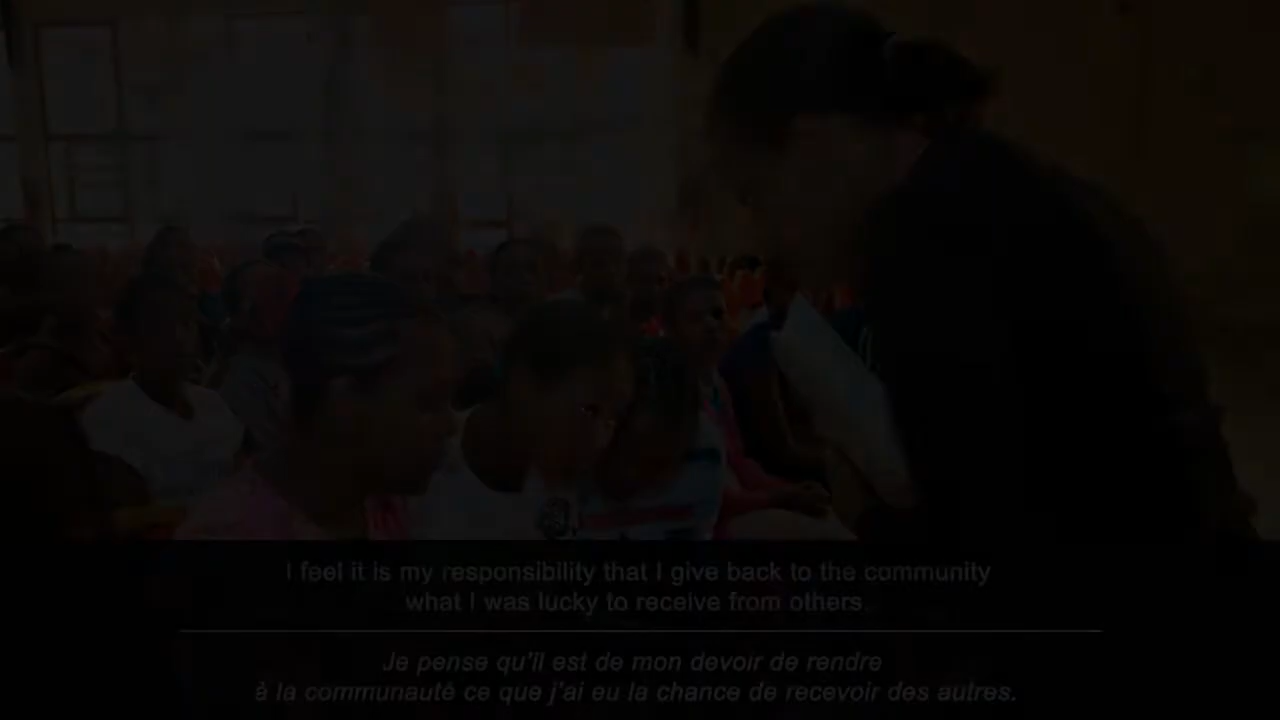 I feel it is my responsibility that I give back to the community
what I was lucky to receive from others
Je pense qu'il est de mon devoir de rendre
à la communauté ce que j'ai eu la chance de recevoir des autres.